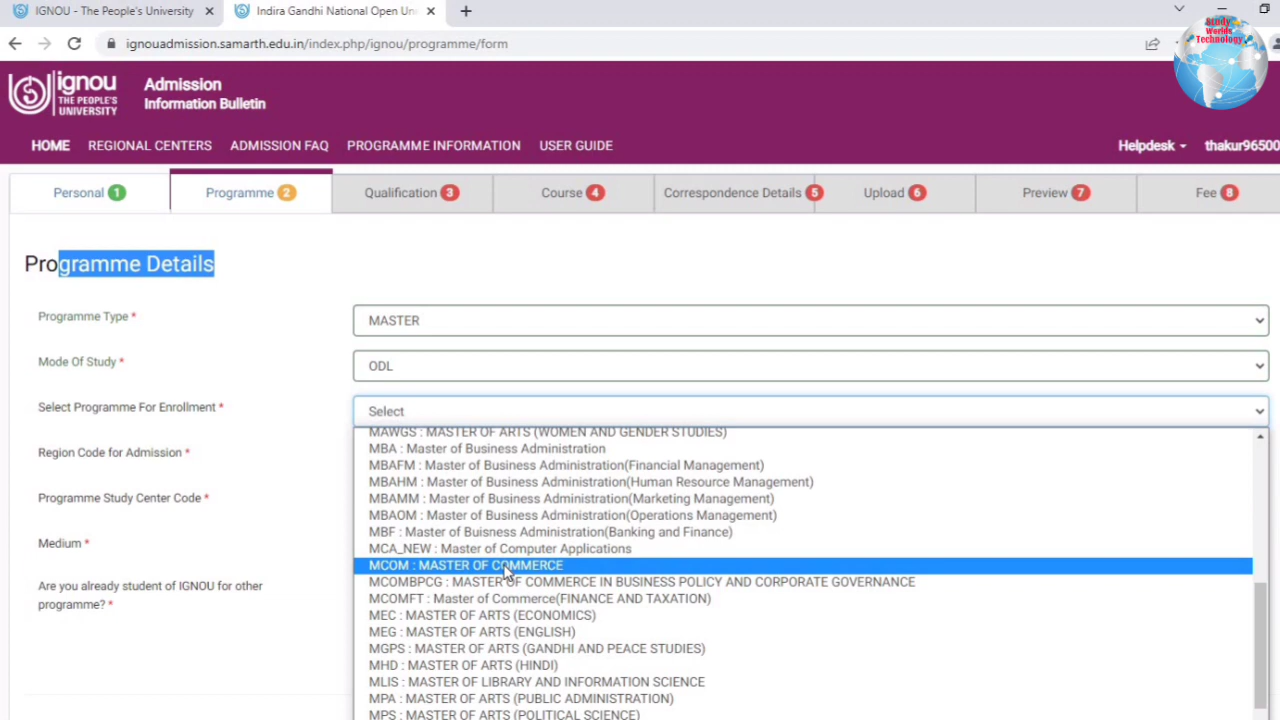 IGNOU - The People's University
Indira Gandhi National Open Un
Study
Worlds
Technology
ignouadmission.samarth.edu.in/index.php/ignou/programme/form
ignou
THE PEOPLE'S
UNIVERSITY
Admission
Information Bulletin
HOME REGIONAL CENTERS ADMISSION FAQ PROGRAMME INFORMATION USER GUIDE Helpdesk thakur96500
Personal 1 Programme 2 Qualification 3 Course 4 Correspondence Details 5 Upload 6 Preview 7 Fee 8
Programme Details
Programme Type * MASTER
Mode Of Study * ODL
Select Programme For Enrollment * Select
MAWGS : MASTER OF ARTS (WOMEN AND GENDER STUDIES)
MBA : Master of Business Administration
MBAFM : Master of Business Administration(Financial Management)
MBAHM : Master of Business Administration(Human Resource Management)
MBAMM : Master of Business Administration(Marketing Management)
MBAOM : Master of Business Administration(Operations Management)
MBF : Master of Buisness Administration(Banking and Finance)
MCA_NEW : Master of Computer Applications
MCOM : MASTER OF COMMERCE
MCOMBPCG : MASTER OF COMMERCE IN BUSINESS POLICY AND CORPORATE GOVERNANCE
MCOMFT : Master of Commerce(FINANCE AND TAXATION)
MEC : MASTER OF ARTS (ECONOMICS)
MEG : MASTER OF ARTS (ENGLISH)
MGPS : MASTER OF ARTS (GANDHI AND PEACE STUDIES)
MHD : MASTER OF ARTS (HINDI)
MLIS : MASTER OF LIBRARY AND INFORMATION SCIENCE
MPA : MASTER OF ARTS (PUBLIC ADMINISTRATION)
MPS : MASTER OF ARTS (POLITICAL SCIENCE)
Region Code for Admission *
Programme Study Center Code *
Medium *
Are you already student of IGNOU for other
programme? *